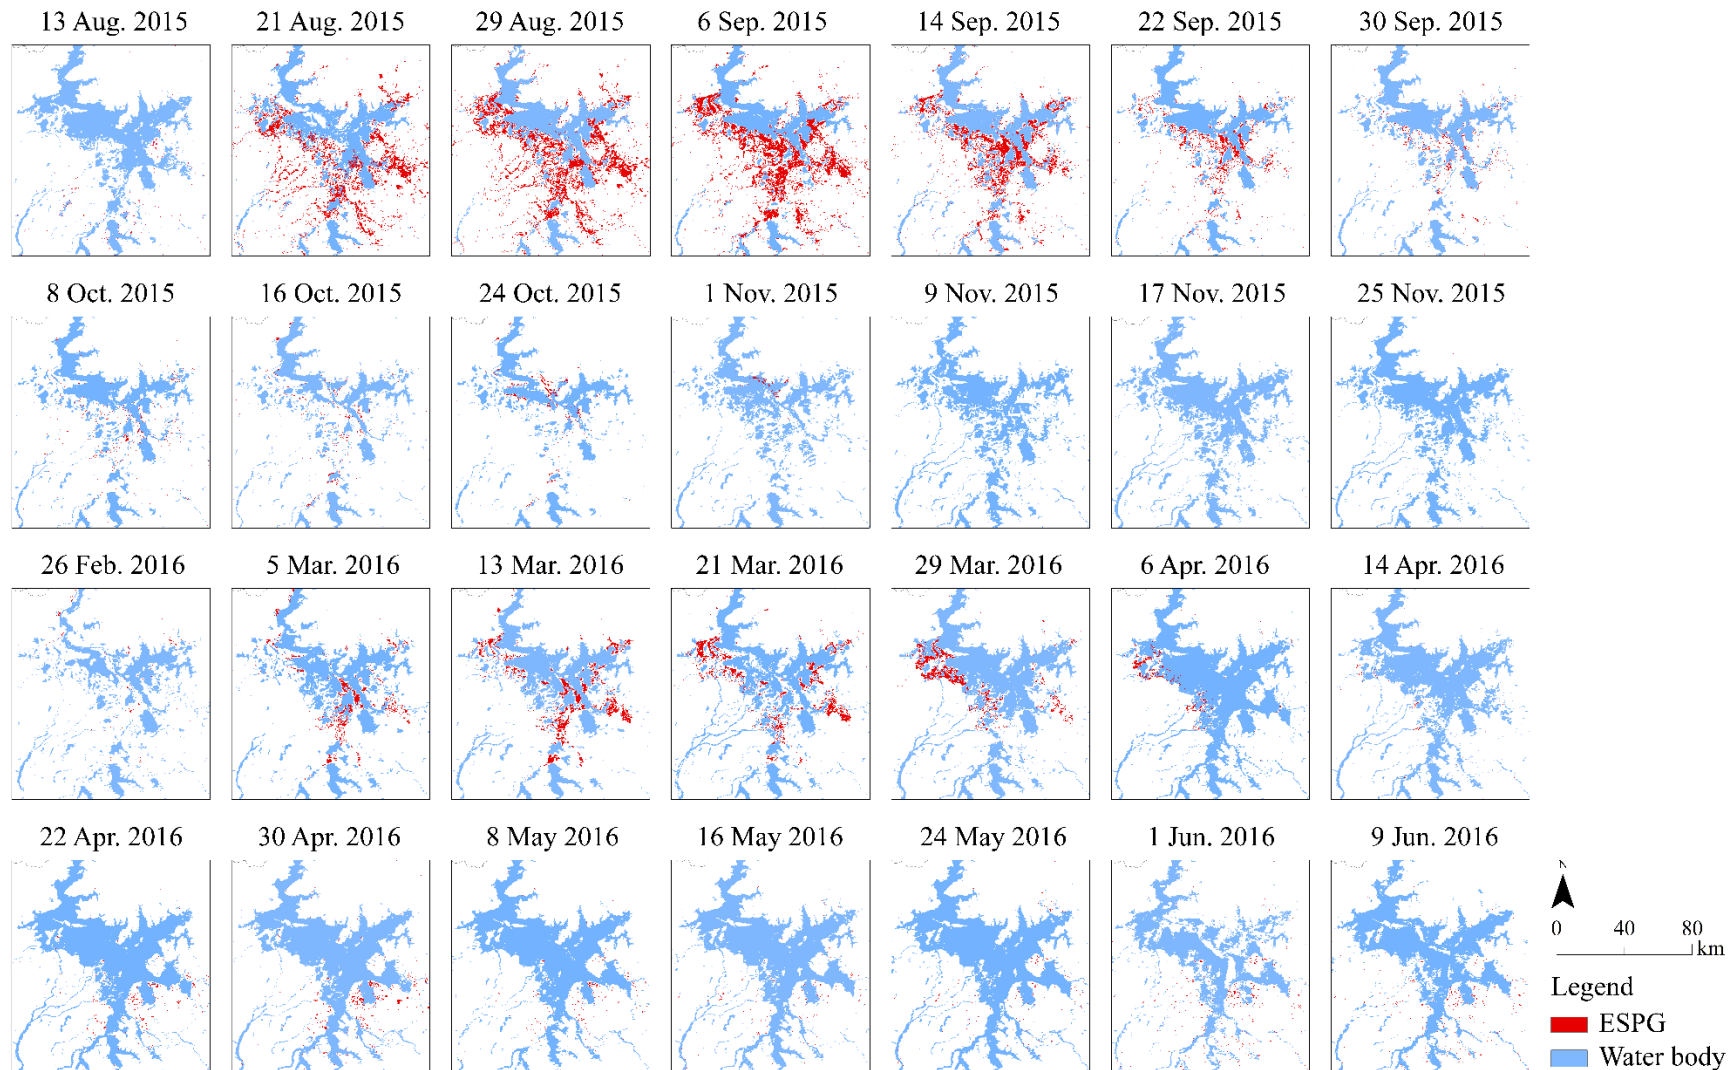 13 Aug. 2015
21 Aug. 2015
29 Aug. 2015
6 Sep. 2015
14 Sep. 2015
22 Sep. 2015
30 Sep. 2015
8 Oct. 2015
16 Oct. 2015
24 Oct. 2015
1 Nov. 2015
9 Nov. 2015
17 Nov. 2015
25 Nov. 2015
26 Feb. 2016
5 Mar. 2016
13 Mar. 2016
21 Mar. 2016
29 Mar. 2016
6 Apr. 2016
14 Apr. 2016
22 Apr. 2016
30 Apr. 2016
8 May 2016
16 May 2016
24 May 2016
1 Jun. 2016
9 Jun. 2016
N
0 40 80
km
Legend
ESPG
Water body